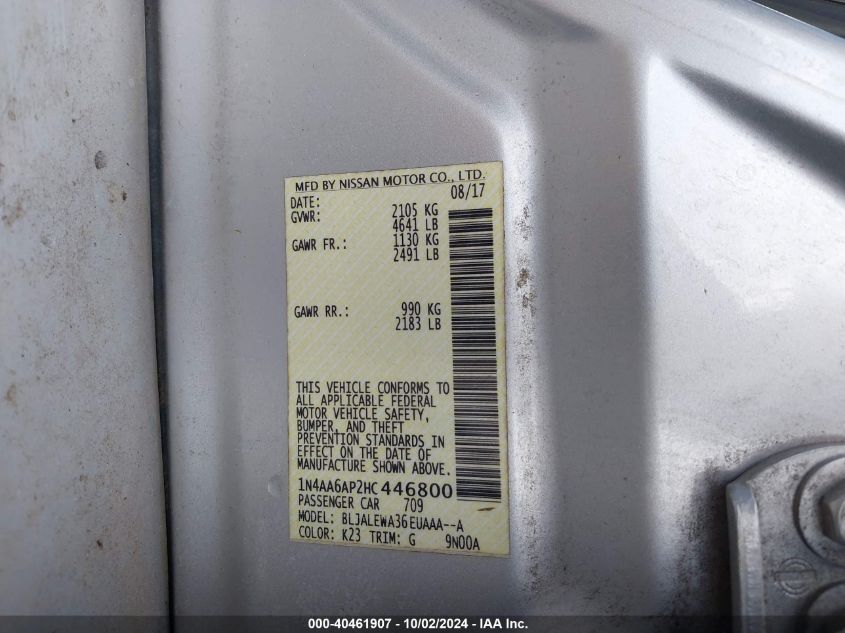 MFD BY NISSAN MOTOR CO., LTD.
DATE: 08/17
GVWR: 2105 KG
4641 LB
GAWR FR.: 1130 KG
2491 LB
GAWR RR.: 990 KG
2183 LB
THIS VEHICLE CONFORMS TO
ALL APPLICABLE FEDERAL
MOTOR VEHICLE SAFETY,
BUMPER, AND THEFT
PREVENTION STANDARDS IN
EFFECT ON THE DATE OF
MANUFACTURE SHOWN ABOVE.
1N4AA6AP2HC446800
PASSENGER CAR 709
MODEL: BLJALEWA36EUAAA--A
COLOR: K23 TRIM: G 9N00A
000-40461907 - 10/02/2024 - IAA Inc.